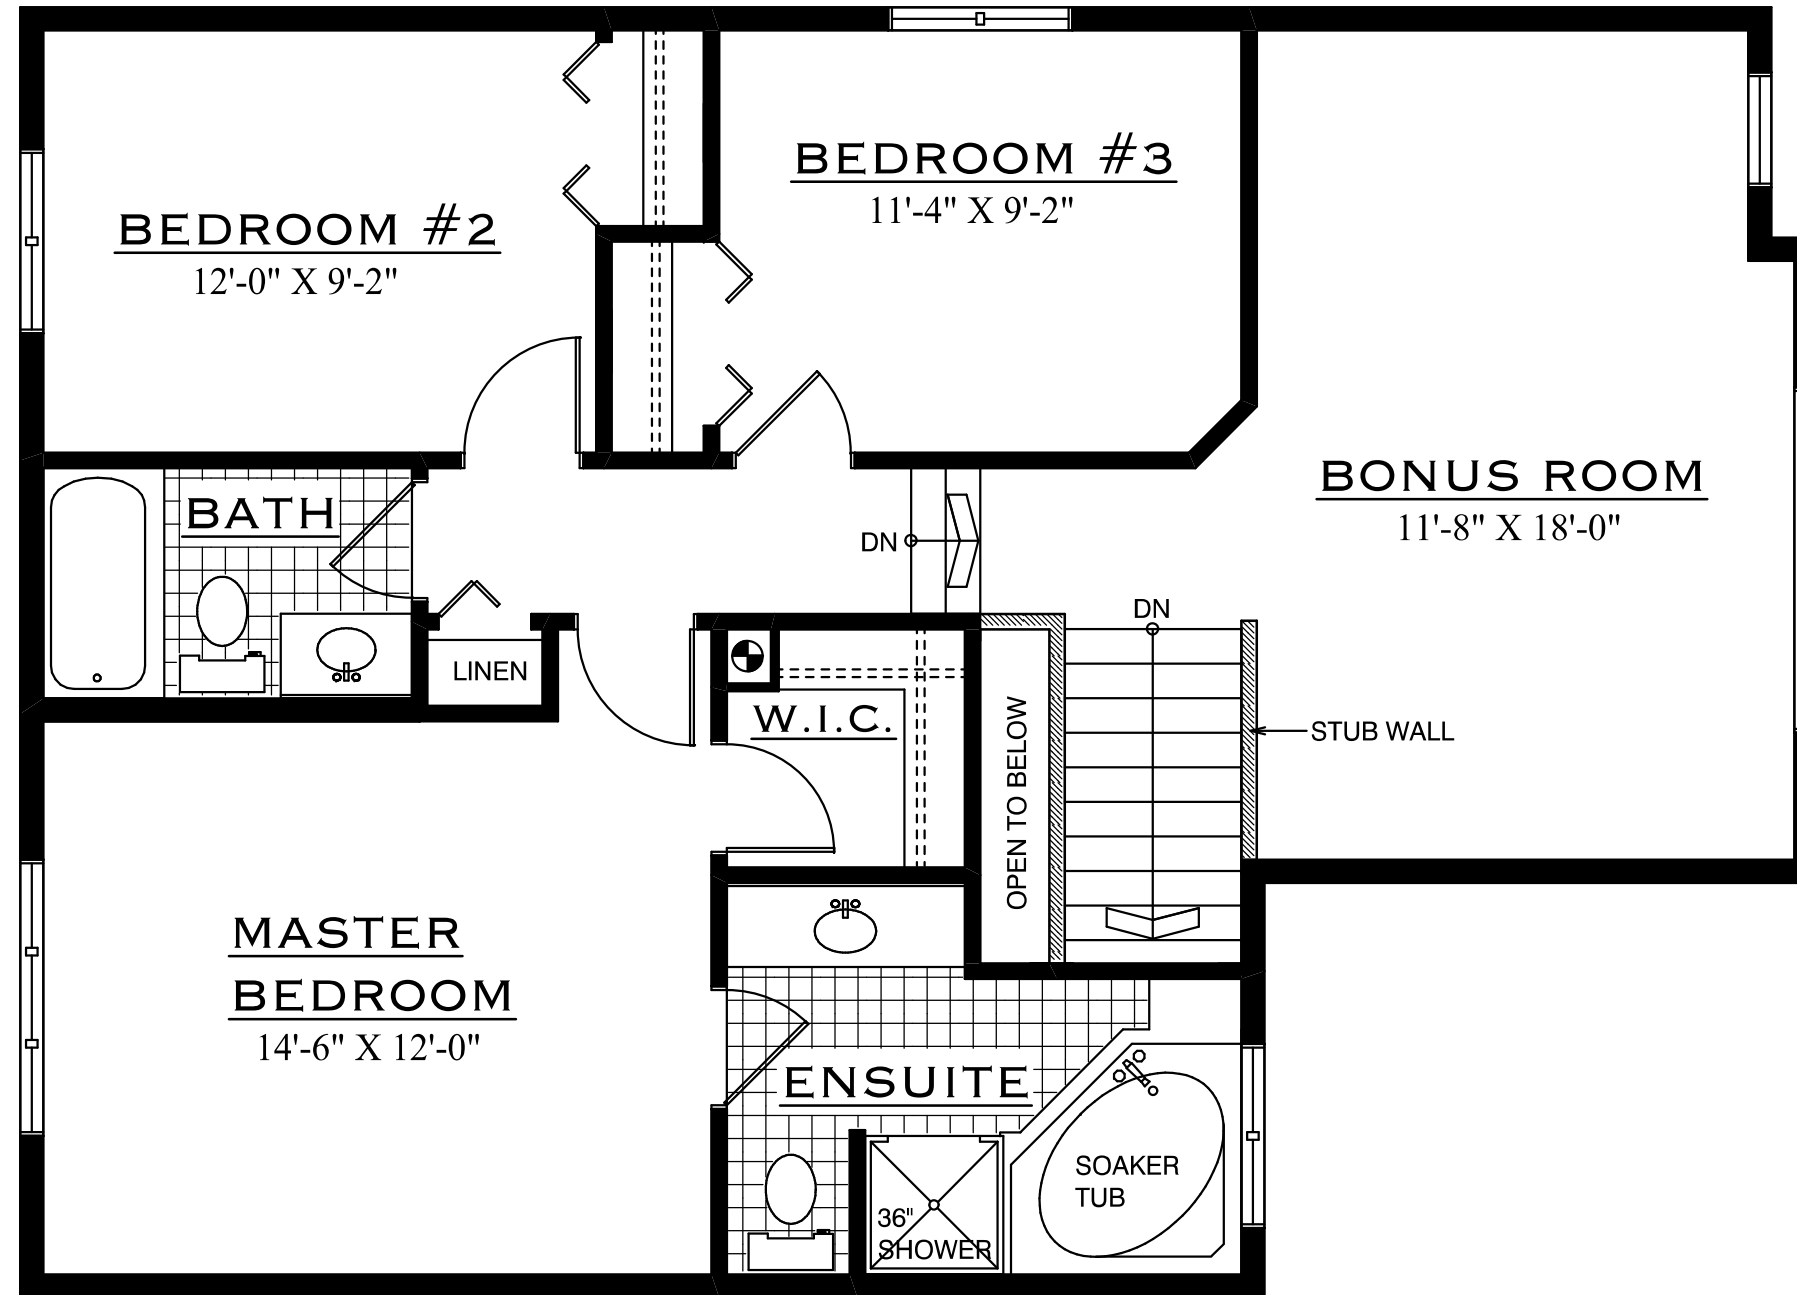 BEDROOM #3
11'-4" X 9'-2"
BEDROOM #2
12'-0" X 9'-2"
BONUS ROOM
11'-8" X 18'-0"
BATH
DN
DN
LINEN
W.I.C.
OPEN TO BELOW
STUB WALL
MASTER
BEDROOM
14'-6" X 12'-0"
ENSUITE
SOAKER
TUB
36"
SHOWER